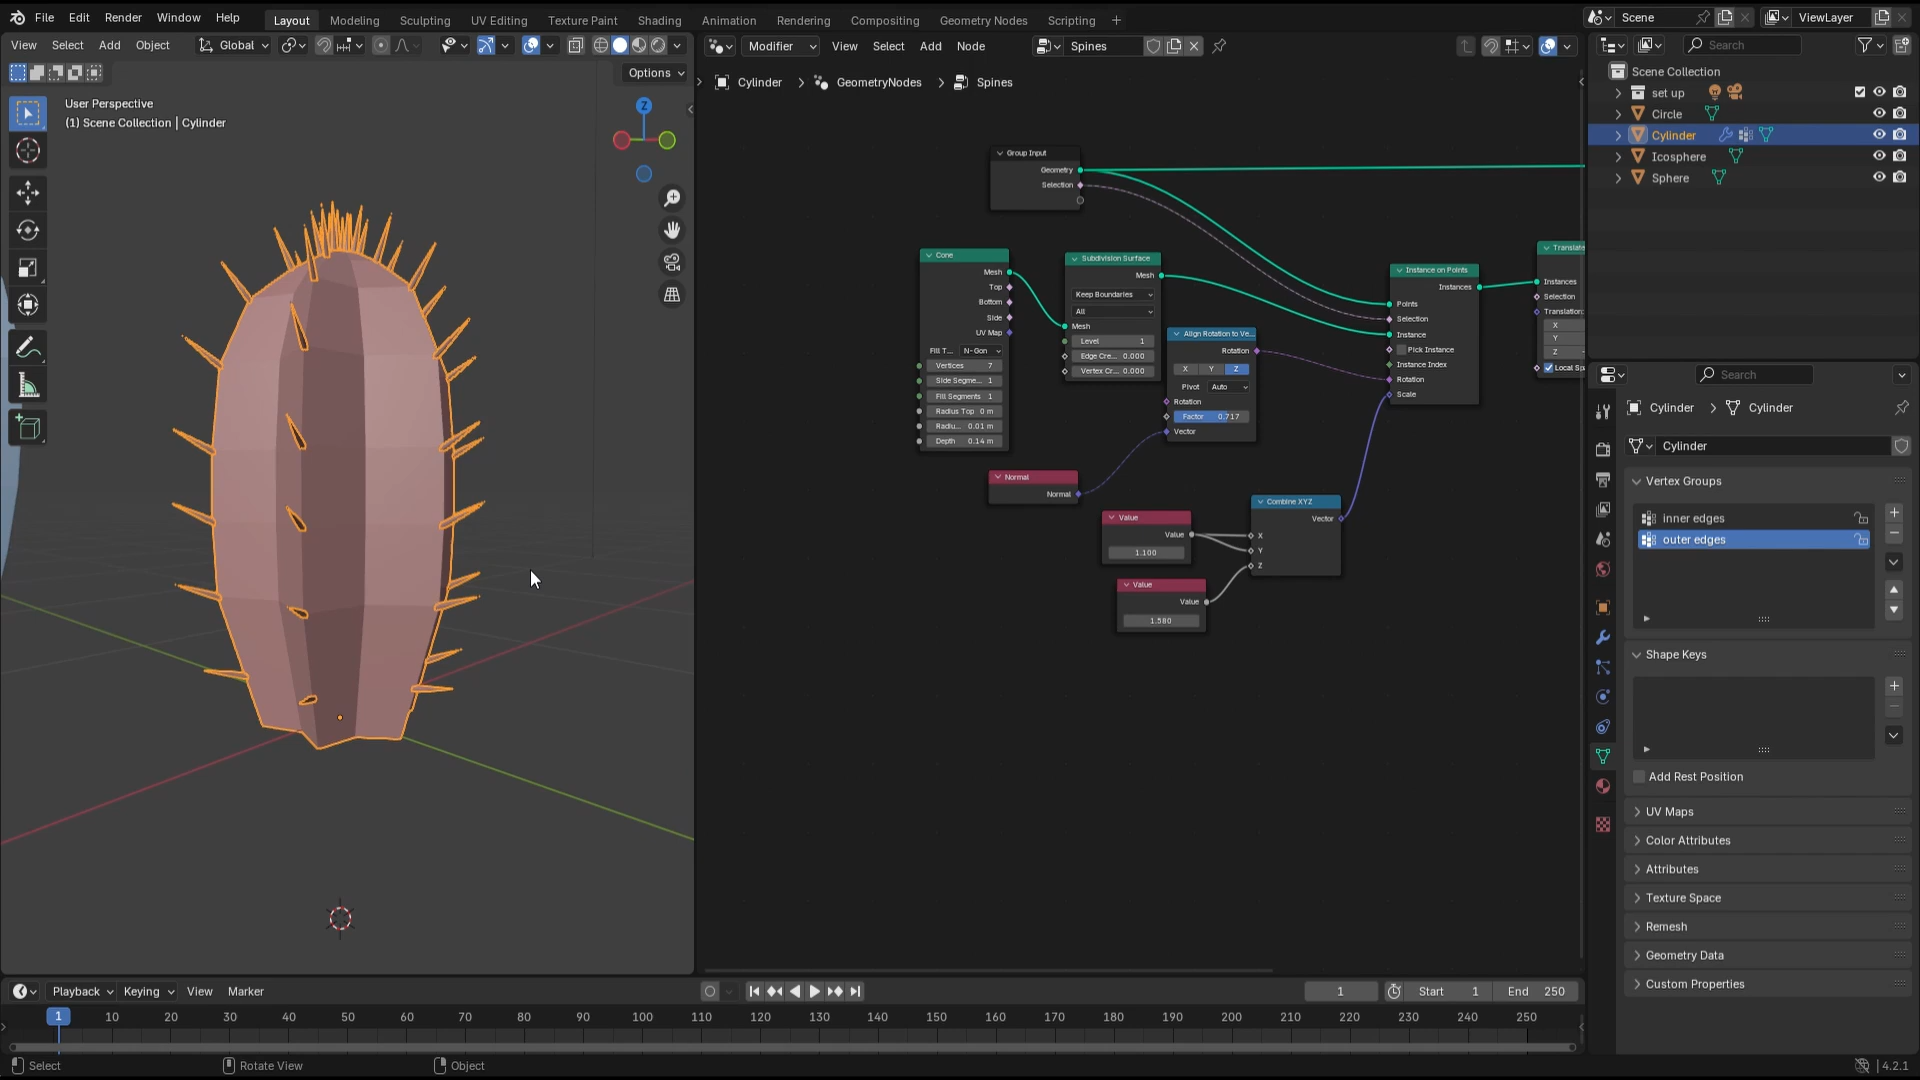 File Edit Render Window Help
Layout Modeling Sculpting UV Editing Texture Paint Shading Animation Rendering Compositing Geometry Nodes Scripting +
Scene
ViewLayer
View Select Add Object
Global
Options
User Perspective
(1) Scene Collection | Cylinder
Z
Modifier
View Select Add Node
Spines
Cylinder > GeometryNodes > Spines
Group Input
Geometry
Selection
Cone
Mesh
Top
Bottom
Side
UV Map
Fill T... N-Gon
Vertices 7
Side Segme... 1
Fill Segments 1
Radius Top 0 m
Radiu... 0.01 m
Depth 0.14 m
Subdivision Surface
Mesh
Keep Boundaries
All
Mesh
Level 1
Edge Cre... 0.000
Vertex Cr... 0.000
Align Rotation to Ve...
Rotation
X Y Z
Pivot Auto
Rotation
Factor 0.717
Vector
Normal
Normal
Value
Value
1.100
Value
Value
1.580
Combine XYZ
Vector
X
Y
Z
Instance on Points
Instances
Points
Selection
Instance
Pick Instance
Instance Index
Rotation
Scale
Translate
Instances
Selection
Translation:
X
Y
Z
Local Sp
Search
Scene Collection
set up
Circle
Cylinder
Icosphere
Sphere
Search
Cylinder > Cylinder
Cylinder
Vertex Groups
inner edges
outer edges
Shape Keys
Add Rest Position
UV Maps
Color Attributes
Attributes
Texture Space
Remesh
Geometry Data
Custom Properties
Playback Keying View Marker
1
Start 1 End 250
1 10 20 30 40 50 60 70 80 90 100 110 120 130 140 150 160 170 180 190 200 210 220 230 240 250
Select
Rotate View
Object
4.2.1